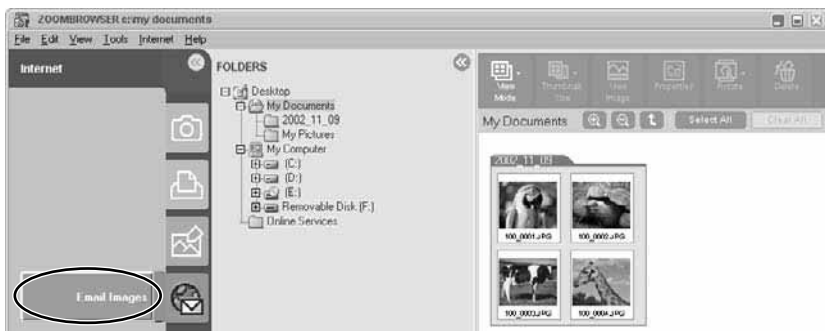 ZOOMBROWSER c:\my documents
File Edit View Tools Internet Help
Internet
Email Images
FOLDERS
Desktop
My Documents
2002_11_09
My Pictures
My Computer
(C:)
(D:)
(E:)
Removable Disk (F:)
Online Services
View Mode
Thumbnail Size
View Image
Properties
Rotate
Delete
My Documents
Select All
Clear All
2002_11_09
100_0001.JPG
100_0002.JPG
100_0003.JPG
100_0004.JPG